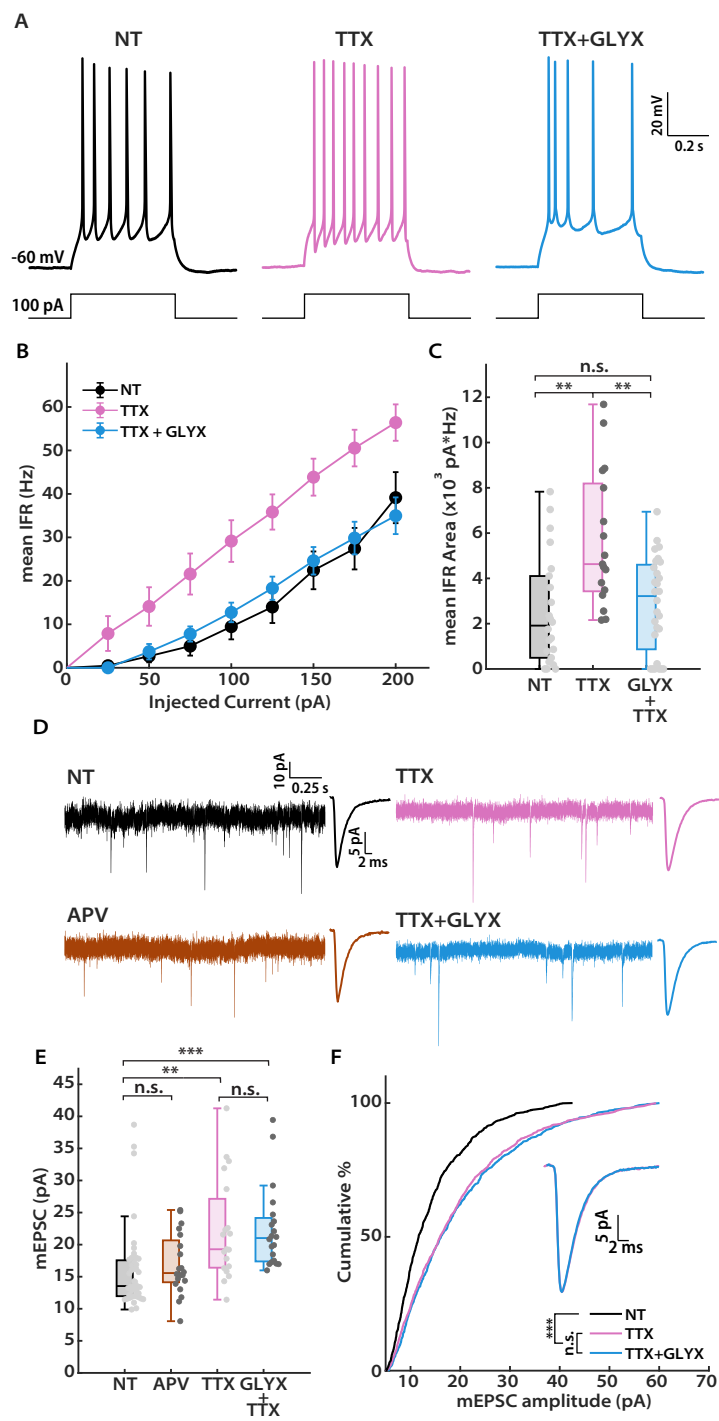 A
NT
TTX
TTX+GLYX
20 mV
0.2 s
-60 mV
100 pA
B
NT
TTX
TTX + GLYX
mean IFR (Hz)
60
50
40
30
20
10
0
0
50
100
150
200
Injected Current (pA)
C
n.s.
**
**
mean IFR Area (x10³ pA*Hz)
12
10
8
6
4
2
0
NT
TTX
GLYX
+
TTX
D
NT
10 pA
0.25 s
5 pA
2 ms
TTX
APV
TTX+GLYX
E
***
**
n.s.
n.s.
mEPSC (pA)
45
40
35
30
25
20
15
10
5
0
NT
APV
TTX
GLYX
+
TTX
F
Cumulative %
100
50
0
5 pA
2 ms
***
n.s.
NT
TTX
TTX+GLYX
10
20
30
40
50
60
70
mEPSC amplitude (pA)